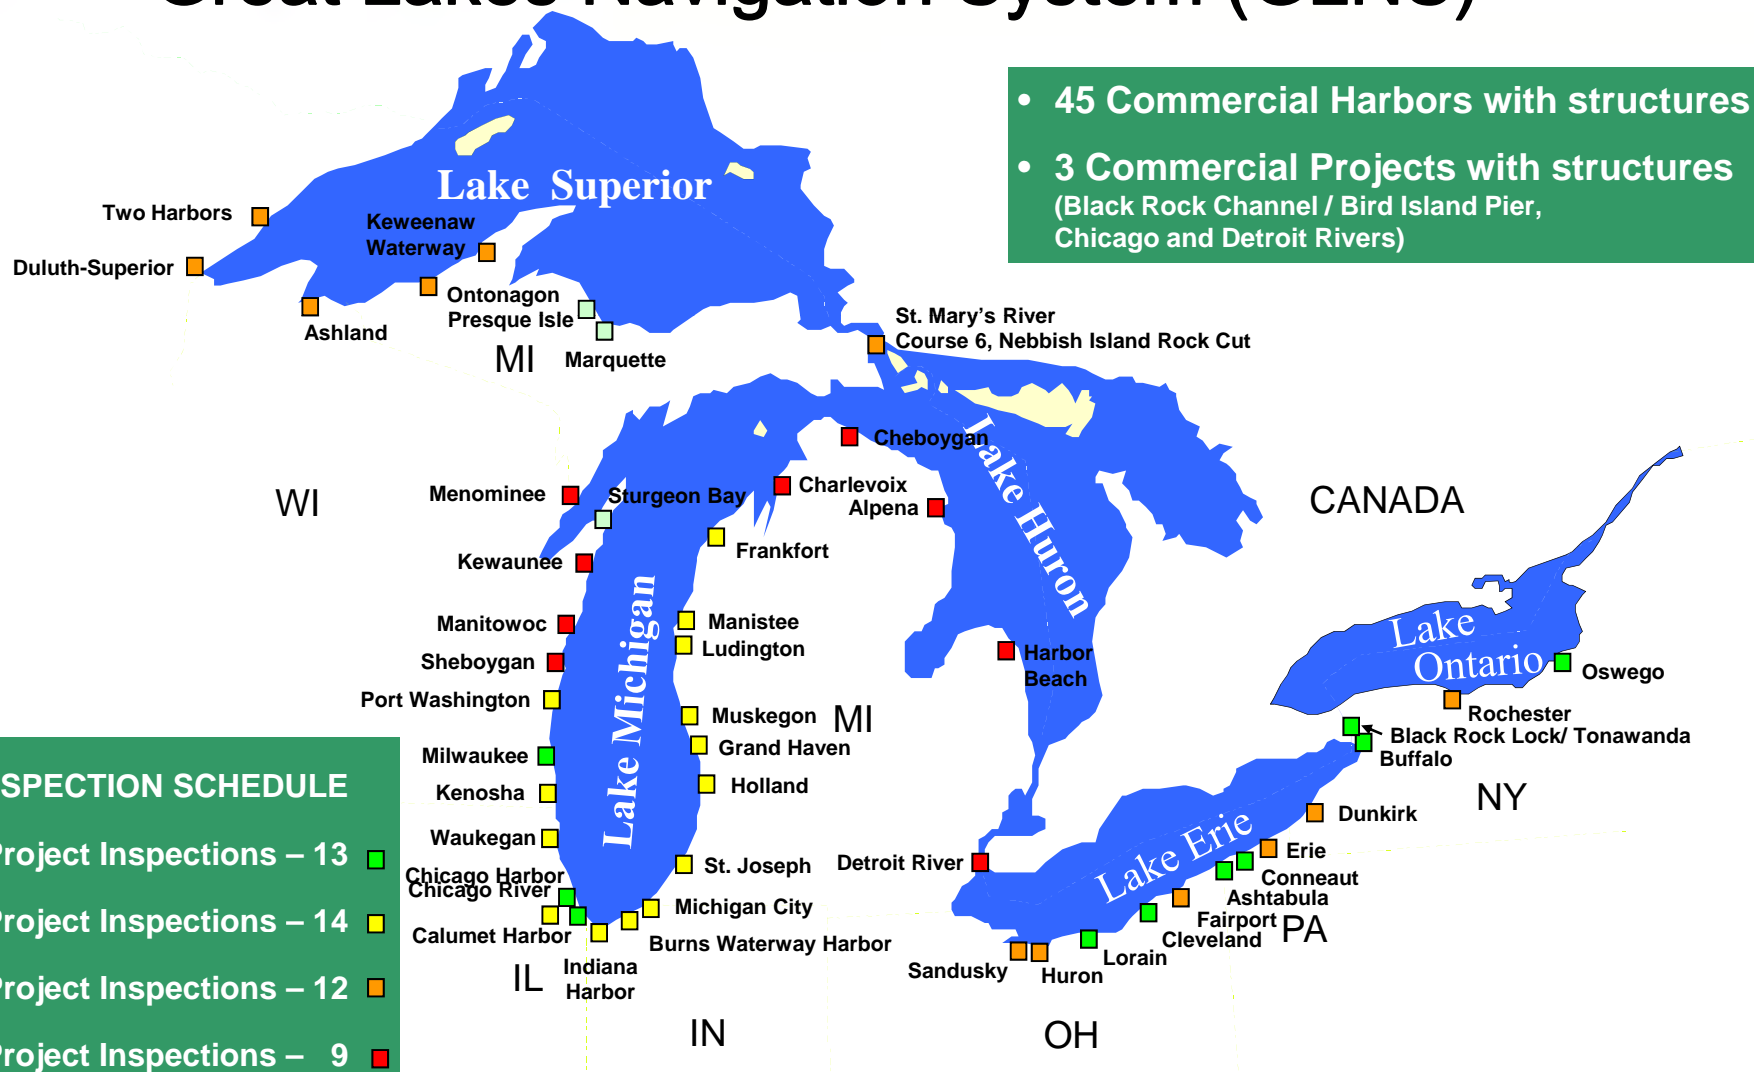 Great Lakes Navigation System (GLNS)
• 45 Commercial Harbors with structures
• 3 Commercial Projects with structures
(Black Rock Channel / Bird Island Pier,
Chicago and Detroit Rivers)
Lake Superior
Two Harbors
Keweenaw
Waterway
Duluth-Superior
Ontonagon
Presque Isle
Ashland
MI
Marquette
St. Mary’s River
Course 6, Nebbish Island Rock Cut
Cheboygan
Lake Huron
WI
Menominee
Sturgeon Bay
Charlevoix
Alpena
CANADA
Kewaunee
Frankfort
Lake Michigan
Manitowoc
Manistee
Ludington
Sheboygan
Harbor
Beach
Lake
Ontario
Oswego
Port Washington
Muskegon
MI
Rochester
Grand Haven
Black Rock Lock/ Tonawanda
Buffalo
Milwaukee
Holland
Kenosha
NY
Dunkirk
Waukegan
Lake Erie
Erie
Detroit River
St. Joseph
Conneaut
Chicago Harbor
Chicago River
Ashtabula
Michigan City
Fairport
PA
Calumet Harbor
Burns Waterway Harbor
Cleveland
Lorain
Sandusky
Huron
IL
Indiana
Harbor
IN
OH
SPECTION SCHEDULE
Project Inspections – 13
Project Inspections – 14
Project Inspections – 12
Project Inspections – 9